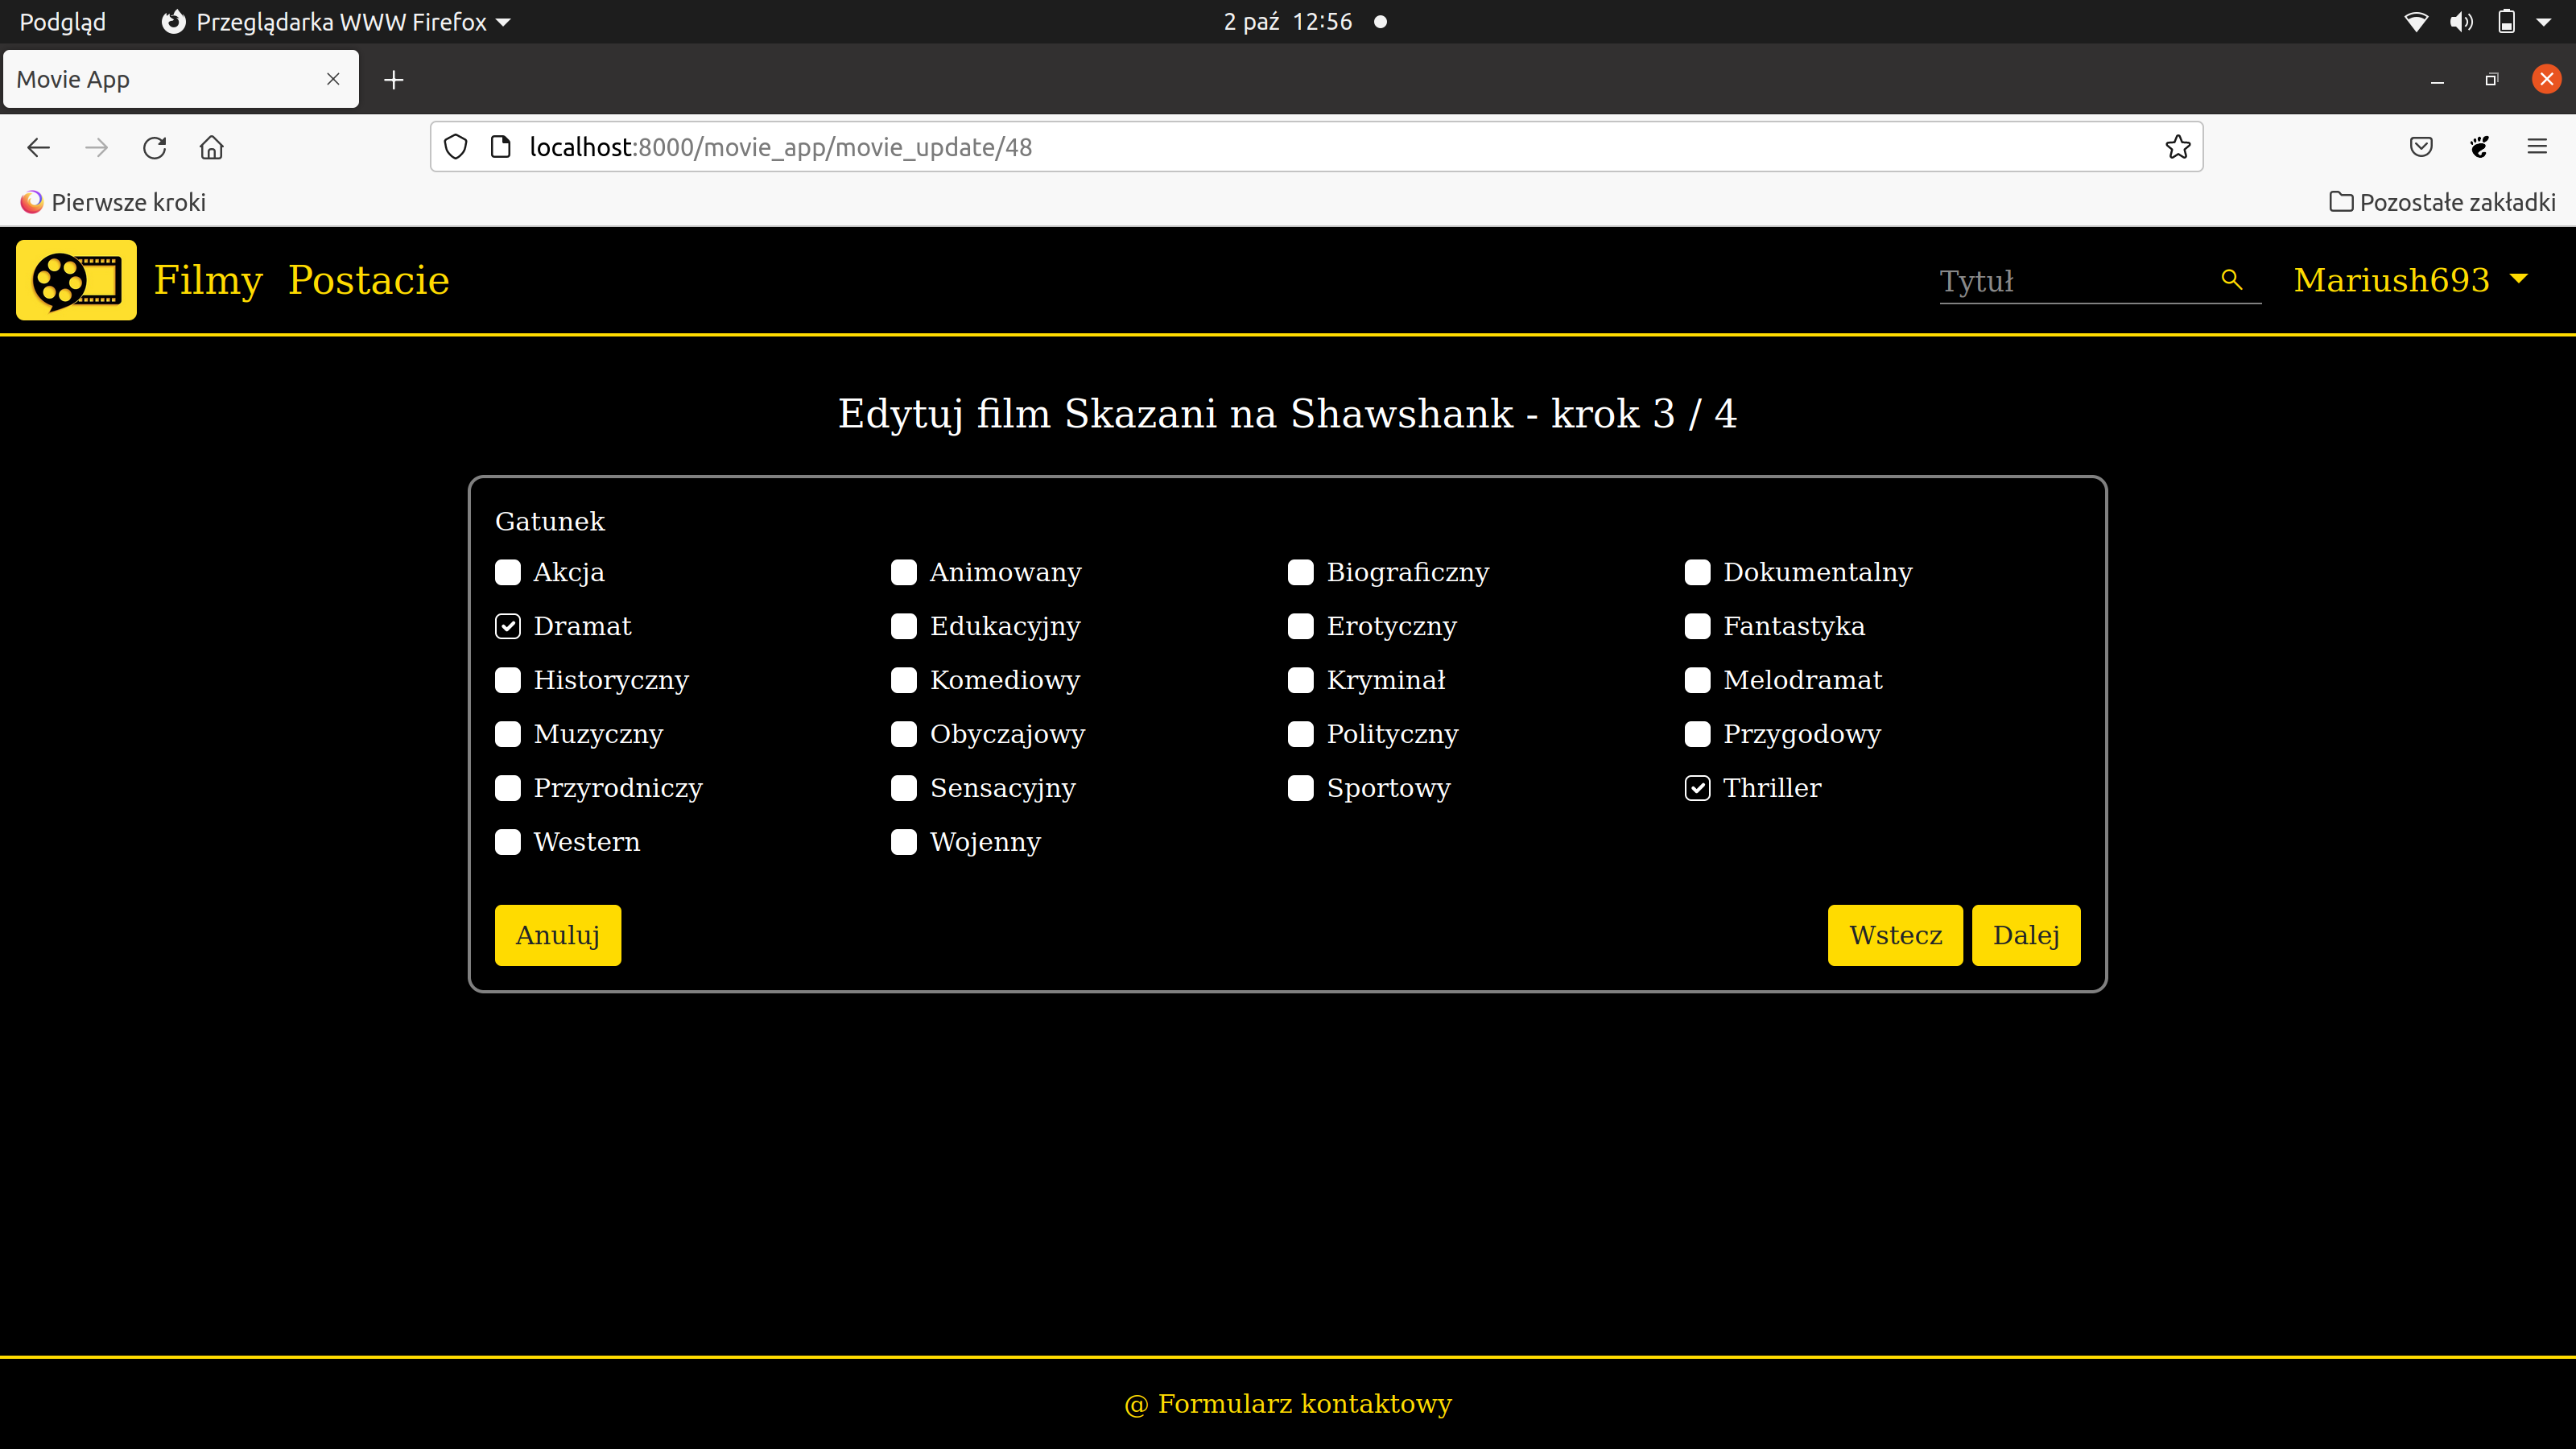 Podgląd Przeglądarka WWW Firefox 2 paź 12:56
Movie App
localhost:8000/movie_app/movie_update/48
Pierwsze kroki Pozostałe zakładki
Filmy Postacie Tytuł Mariush693
Edytuj film Skazani na Shawshank - krok 3 / 4
Gatunek
Akcja Animowany Biograficzny Dokumentalny
Dramat Edukacyjny Erotyczny Fantastyka
Historyczny Komediowy Kryminał Melodramat
Muzyczny Obyczajowy Polityczny Przygodowy
Przyrodniczy Sensacyjny Sportowy Thriller
Western Wojenny
Anuluj Wstecz Dalej
@ Formularz kontaktowy